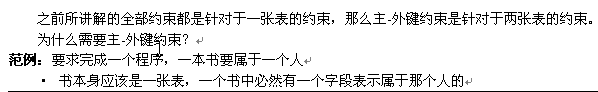 之前所讲解的全部约束都是针对于一张表的约束，那么主-外键约束是针对于两张表的约束。
为什么需要主-外键约束？
范例：要求完成一个程序，一本书要属于一个人
▪ 书本身应该是一张表，一个书中必然有一个字段表示属于那个人的